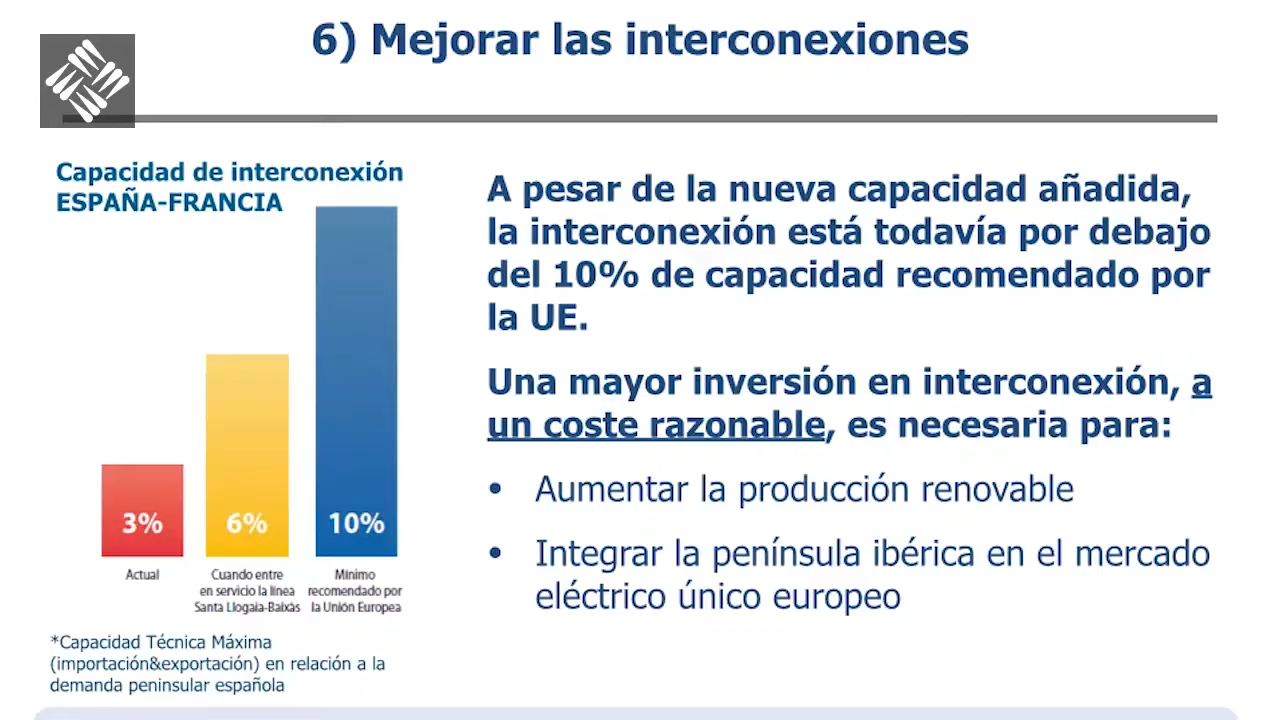 6) Mejorar las interconexiones
Capacidad de interconexión
ESPAÑA-FRANCIA
3%
6%
10%
Actual
Cuando entre
en servicio la línea
Santa Llogaia-Baixàs
Mínimo
recomendado por
la Unión Europea
*Capacidad Técnica Máxima
(importación&exportación) en relación a la
demanda peninsular española
A pesar de la nueva capacidad añadida,
la interconexión está todavía por debajo
del 10% de capacidad recomendado por
la UE.
Una mayor inversión en interconexión, a
un coste razonable, es necesaria para:
• Aumentar la producción renovable
• Integrar la península ibérica en el mercado
eléctrico único europeo